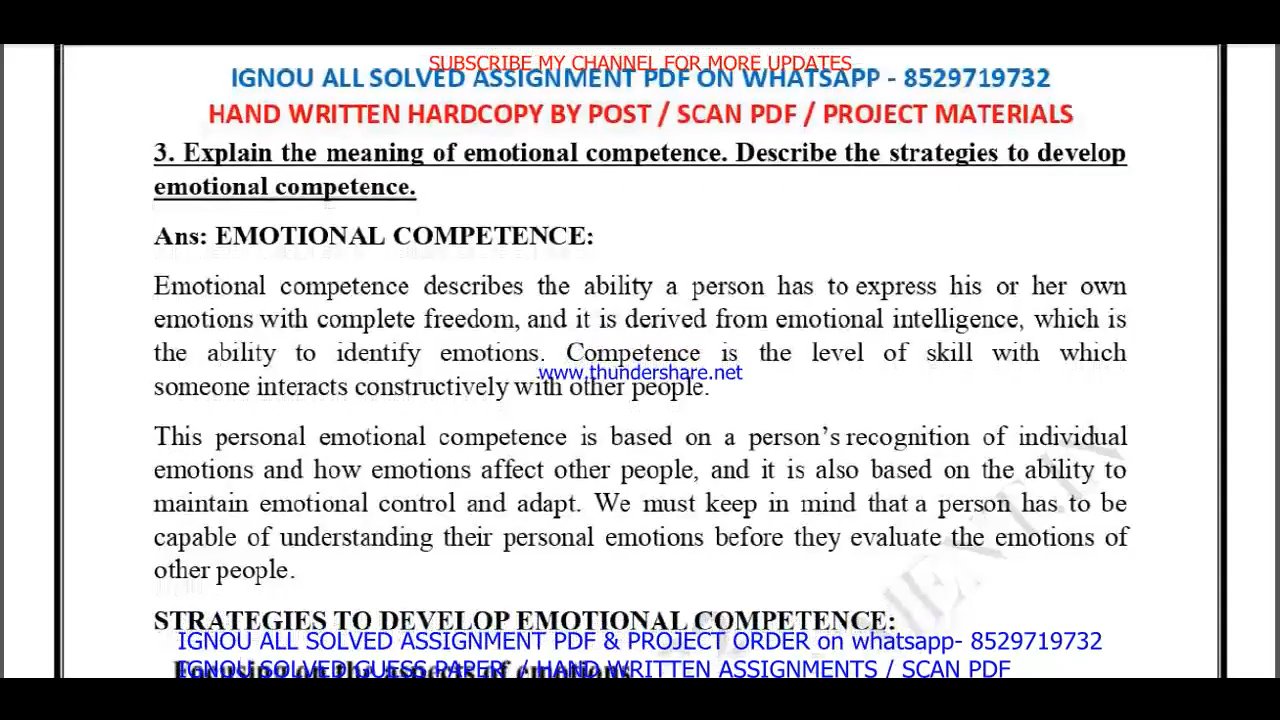 SUBSCRIBE MY CHANNEL FOR MORE UPDATES
IGNOU ALL SOLVED ASSIGNMENT PDF ON WHATSAPP - 8529719732
HAND WRITTEN HARDCOPY BY POST / SCAN PDF / PROJECT MATERIALS
3. Explain the meaning of emotional competence. Describe the strategies to develop
emotional competence.
Ans: EMOTIONAL COMPETENCE:
Emotional competence describes the ability a person has to express his or her own
emotions with complete freedom, and it is derived from emotional intelligence, which is
the ability to identify emotions. Competence is the level of skill with which
www.thundershare.net
someone interacts constructively with other people.
This personal emotional competence is based on a person's recognition of individual
emotions and how emotions affect other people, and it is also based on the ability to
maintain emotional control and adapt. We must keep in mind that a person has to be
capable of understanding their personal emotions before they evaluate the emotions of
other people.
STRATEGIES TO DEVELOP EMOTIONAL COMPETENCE:
IGNOU ALL SOLVED ASSIGNMENT PDF & PROJECT ORDER on whatsapp- 8529719732
IGNOU SOLVED GUESS PAPER / HAND WRITTEN ASSIGNMENTS / SCAN PDF
Focusing on the aspects of emotions